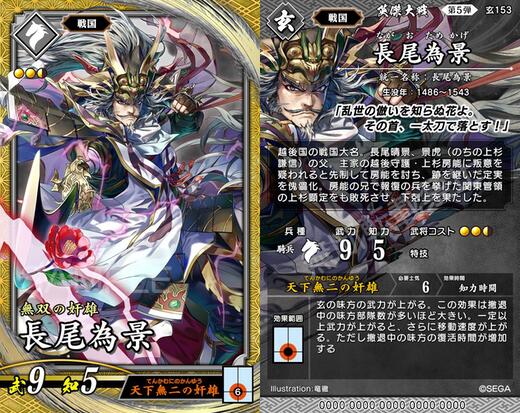 戦国
無双の奸雄
長尾為景
武9 知5
てんかむにのかんゆう
天下無二の奸雄
6
玄
戦国
英傑大戦
第5弾
玄153
ながおためかげ
長尾為景
統一名称：長尾為景
生没年：1486～1543
「乱世の倣いを知らぬ花よ。
その首、一太刀で落とす！」
越後国の戦国大名。長尾晴景、景虎（のちの上杉
謙信）の父。主家の越後守護・上杉房能に叛意を
疑われると先制して房能を討ち、跡を継いだ定実
を傀儡化。房能の兄で報復の兵を挙げた関東管領
の上杉顕定をも敗死させ、下剋上を果たした。
兵種 武力 知力 武将コスト
騎兵 9 5 特技
てんかむにのかんゆう
天下無二の奸雄
必要士気
6
効果時間
知力時間
効果範囲
玄の味方の武力が上がる。この効果は撤退
中の味方部隊数が多いほど大きい。一定以
上武力が上がると、さらに移動速度が上が
る。ただし撤退中の味方の復活時間が増加
する
Illustration:竜徹
©SEGA
0000 0000 0000 0000 0000